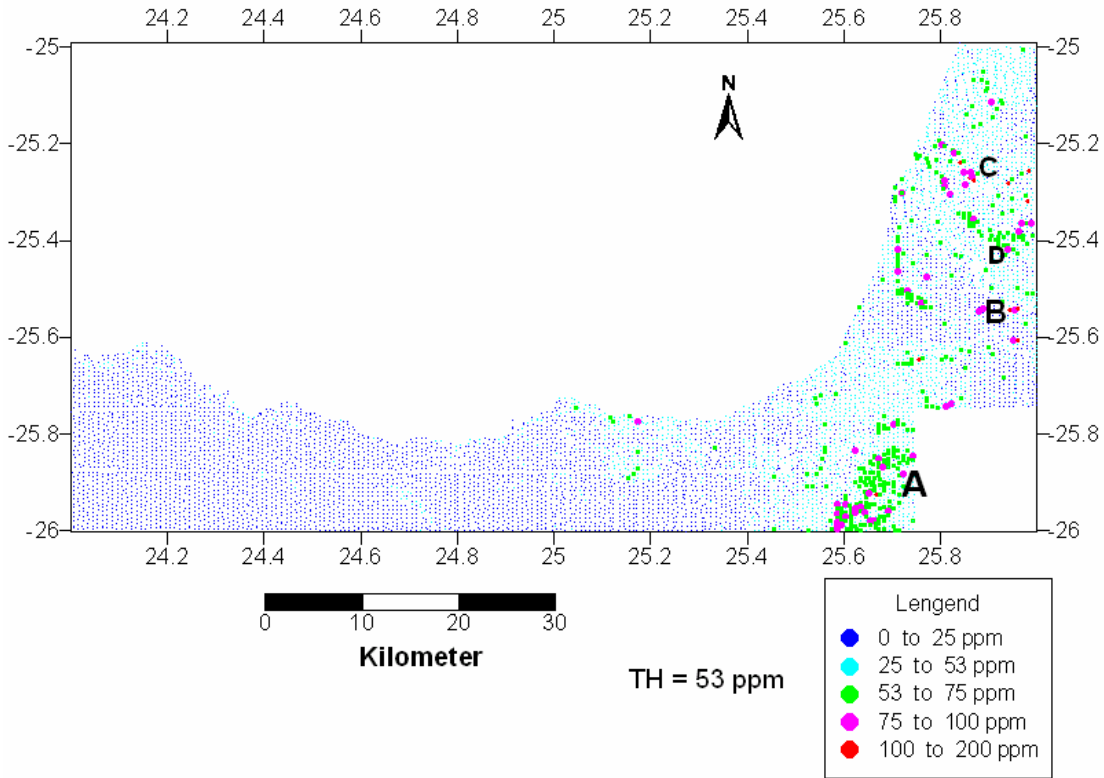 24.2 24.4 24.6 24.8 25 25.2 25.4 25.6 25.8
-25 -25
N
-25.2 -25.2
C
-25.4 -25.4
D
B
-25.6 -25.6
-25.8 -25.8
A
-26 -26
24.2 24.4 24.6 24.8 25 25.2 25.4 25.6 25.8
0 10 20 30
Kilometer
TH = 53 ppm
Lengend
0 to 25 ppm
25 to 53 ppm
53 to 75 ppm
75 to 100 ppm
100 to 200 ppm